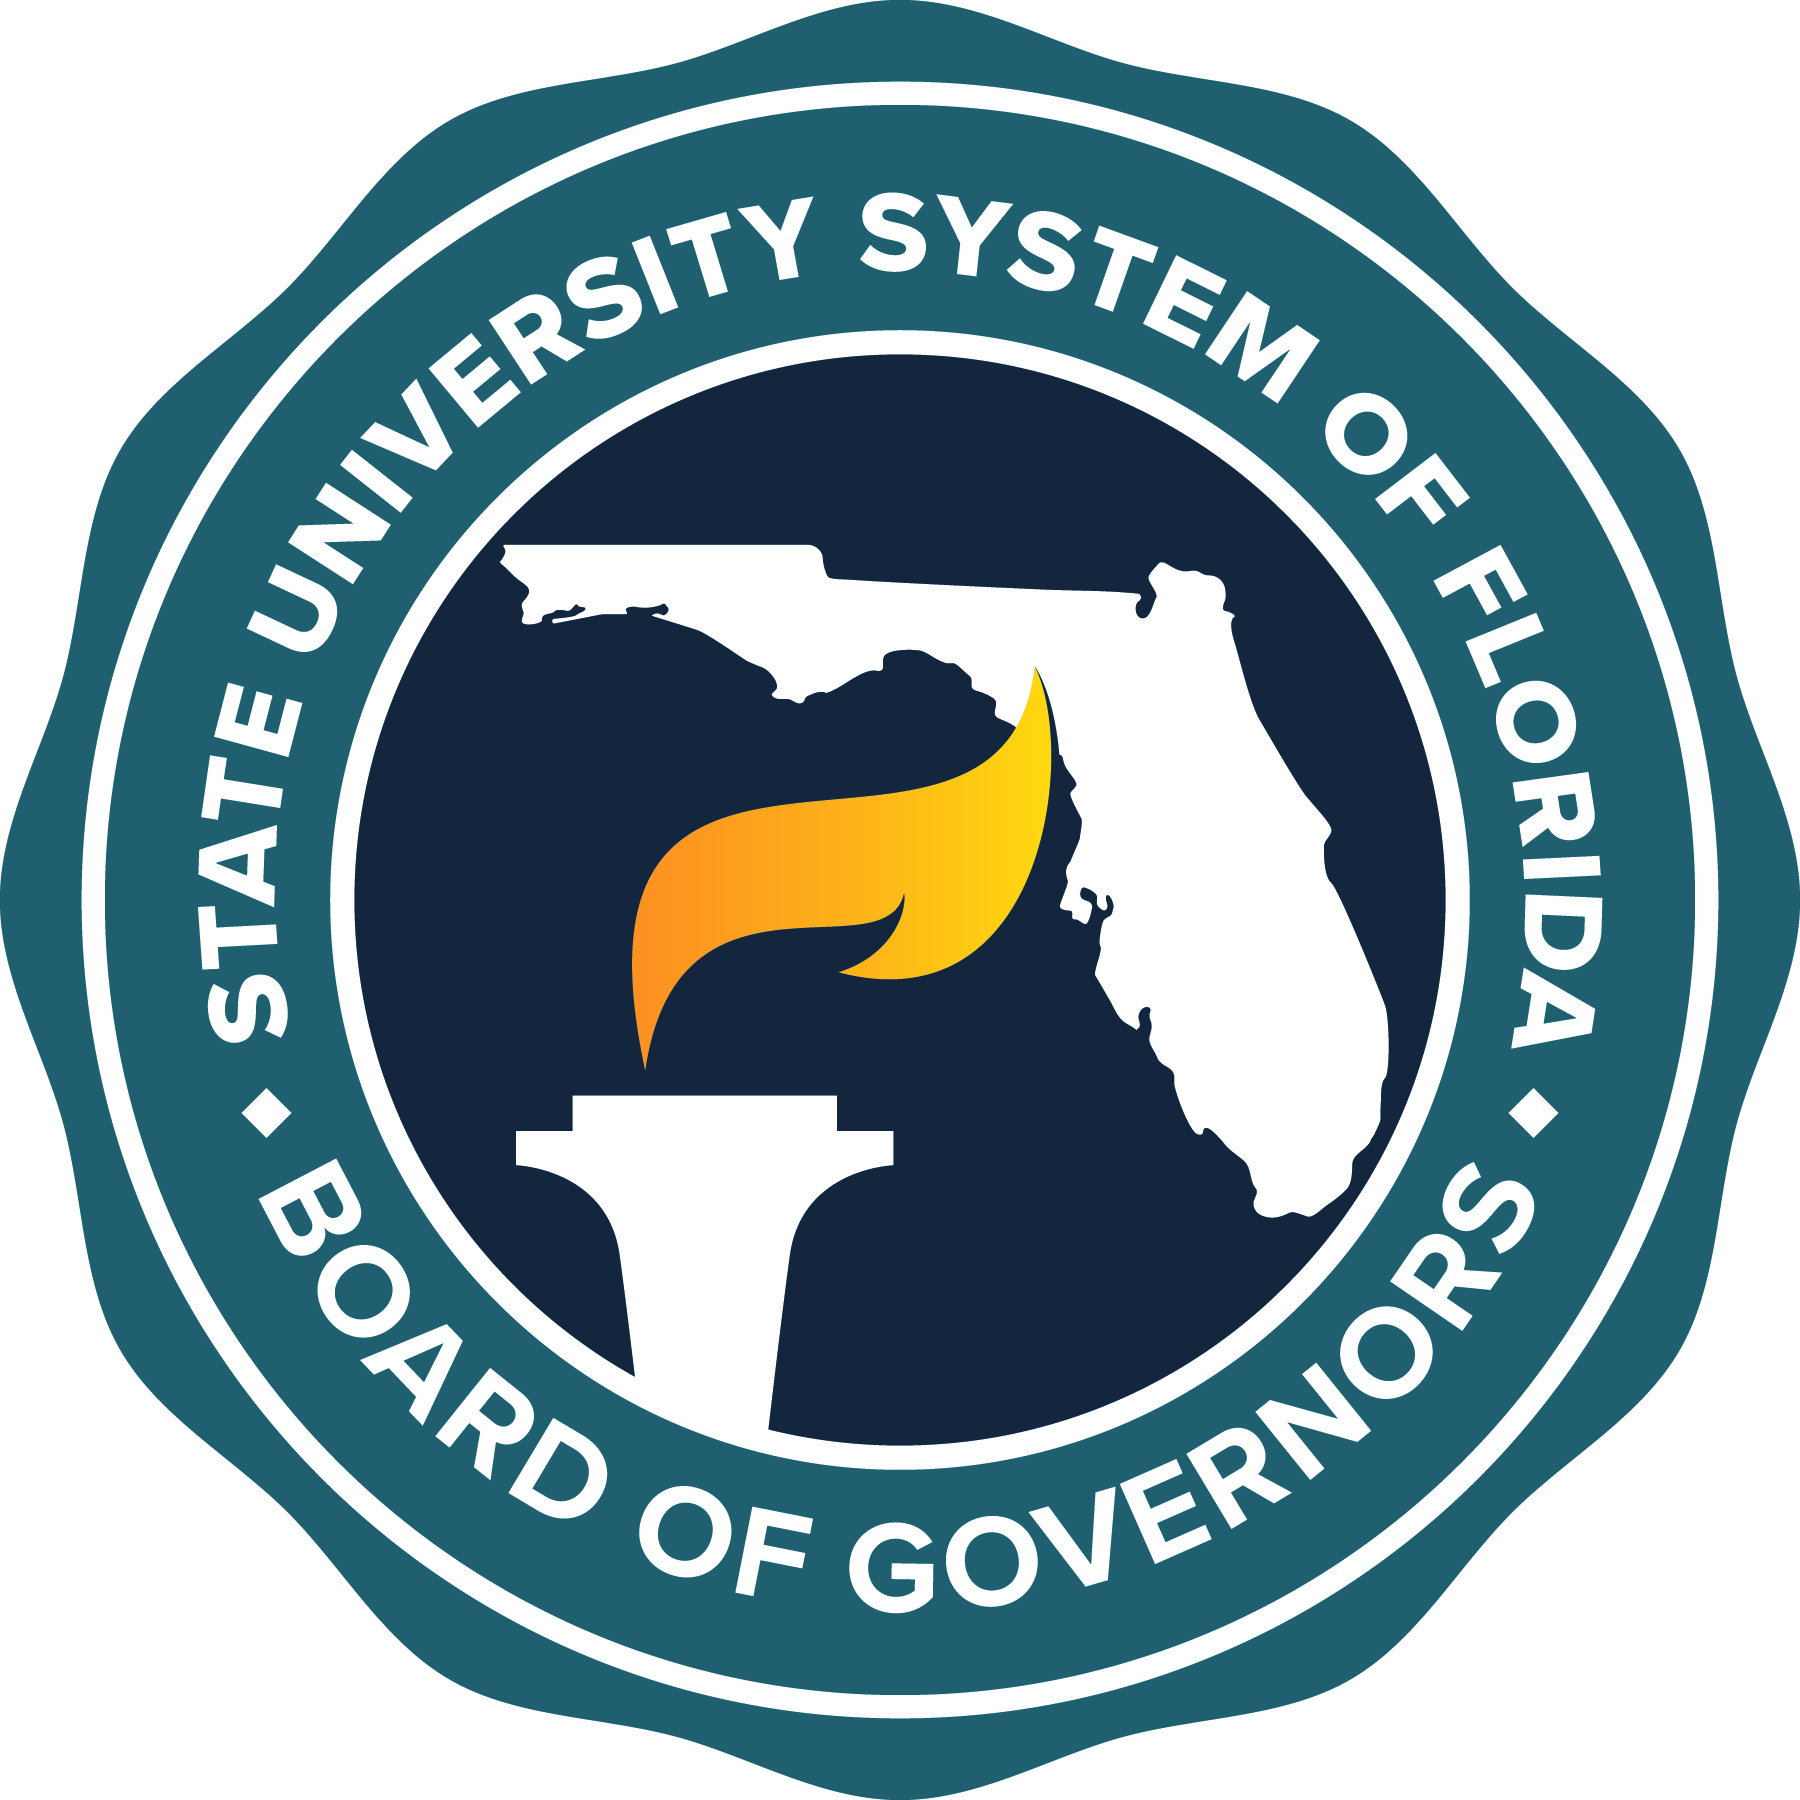 STATE UNIVERSITY SYSTEM OF FLORIDA
BOARD OF GOVERNORS